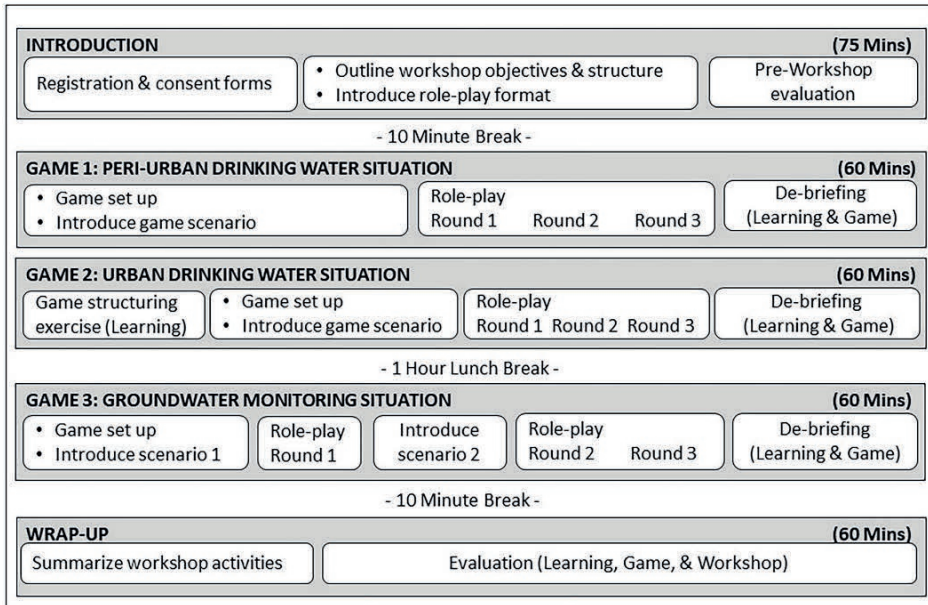 INTRODUCTION (75 Mins)
Registration & consent forms
• Outline workshop objectives & structure
• Introduce role-play format
Pre-Workshop
evaluation
- 10 Minute Break -
GAME 1: PERI-URBAN DRINKING WATER SITUATION (60 Mins)
• Game set up
• Introduce game scenario
Role-play
Round 1 Round 2 Round 3
De-briefing
(Learning & Game)
GAME 2: URBAN DRINKING WATER SITUATION (60 Mins)
Game structuring
exercise (Learning)
• Game set up
• Introduce game scenario
Role-play
Round 1 Round 2 Round 3
De-briefing
(Learning & Game)
- 1 Hour Lunch Break -
GAME 3: GROUNDWATER MONITORING SITUATION (60 Mins)
• Game set up
• Introduce scenario 1
Role-play
Round 1
Introduce
scenario 2
Role-play
Round 2 Round 3
De-briefing
(Learning & Game)
- 10 Minute Break -
WRAP-UP (60 Mins)
Summarize workshop activities
Evaluation (Learning, Game, & Workshop)